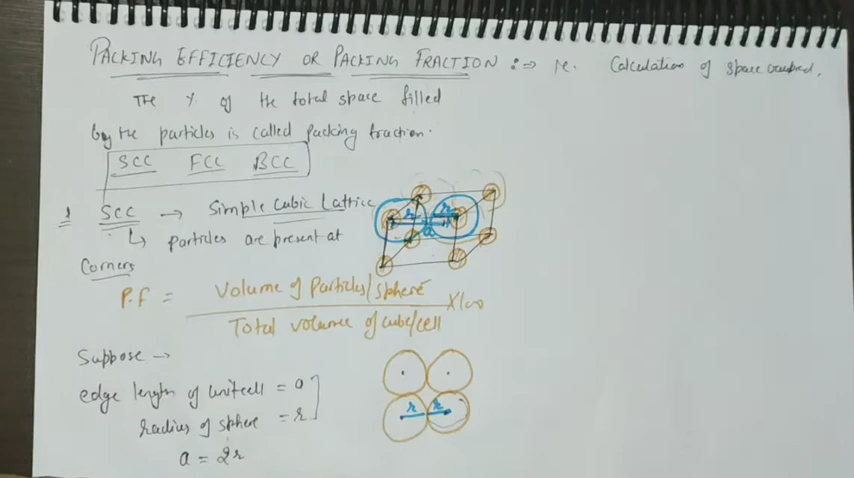 PACKING EFFICIENCY OR PACKING FRACTION :→ ie. Calculation of space occupied.
The % of the total space filled
by the particles is called packing fraction.
SCC FCC BCC
1 SCC → Simple Cubic Lattice
↳ particles are present at
Corners
r r
a
P.F = Volume of Particles/sphere / Total volume of cube/cell X100
Suppose →
edge length of unitcell = a
radius of sphere = r
a = 2r
r r